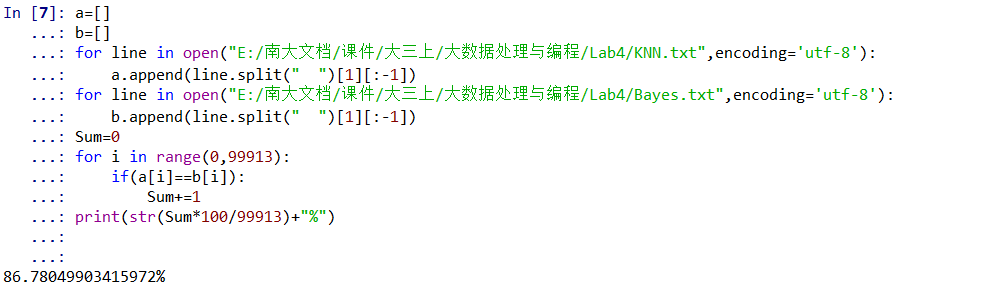 In [7]: a=[]
   ...: b=[]
   ...: for line in open("E:/南大文档/课件/大三上/大数据处理与编程/Lab4/KNN.txt",encoding='utf-8'):
   ...:     a.append(line.split("  ")[1][:-1])
   ...: for line in open("E:/南大文档/课件/大三上/大数据处理与编程/Lab4/Bayes.txt",encoding='utf-8'):
   ...:     b.append(line.split("  ")[1][:-1])
   ...: Sum=0
   ...: for i in range(0,99913):
   ...:     if(a[i]==b[i]):
   ...:         Sum+=1
   ...: print(str(Sum*100/99913)+"%")
   ...:
   ...:
86.78049903415972%